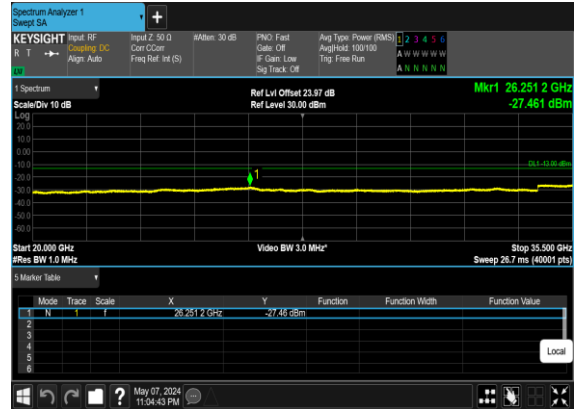 Spectrum Analyzer 1
Swept SA
+
KEYSIGHT Input: RF Input Z: 50 Ω #Atten: 30 dB PNO: Fast Avg Type: Power (RMS) 1 2 3 4 5 6
R T Coupling: DC Corr CCorr Gate: Off Avg|Hold: 100/100 A W W W W W
Align: Auto Freq Ref: Int (S) IF Gain: Low Trig: Free Run
LXI Sig Track: Off A N N N N N
1 Spectrum Ref Lvl Offset 23.97 dB Mkr1 26.251 2 GHz
Scale/Div 10 dB Ref Level 30.00 dBm -27.461 dBm
Log
20.0
10.0
0.00
-10.0 DL1 -13.00 dBm
-20.0 1
-30.0
-40.0
-50.0
-60.0
Start 20.000 GHz Video BW 3.0 MHz* Stop 35.500 GHz
#Res BW 1.0 MHz Sweep 26.7 ms (40001 pts)
5 Marker Table
Mode Trace Scale X Y Function Function Width Function Value
1 N 1 f 26.251 2 GHz -27.46 dBm
2
3
4
5
6
Local
? May 07, 2024
11:04:43 PM